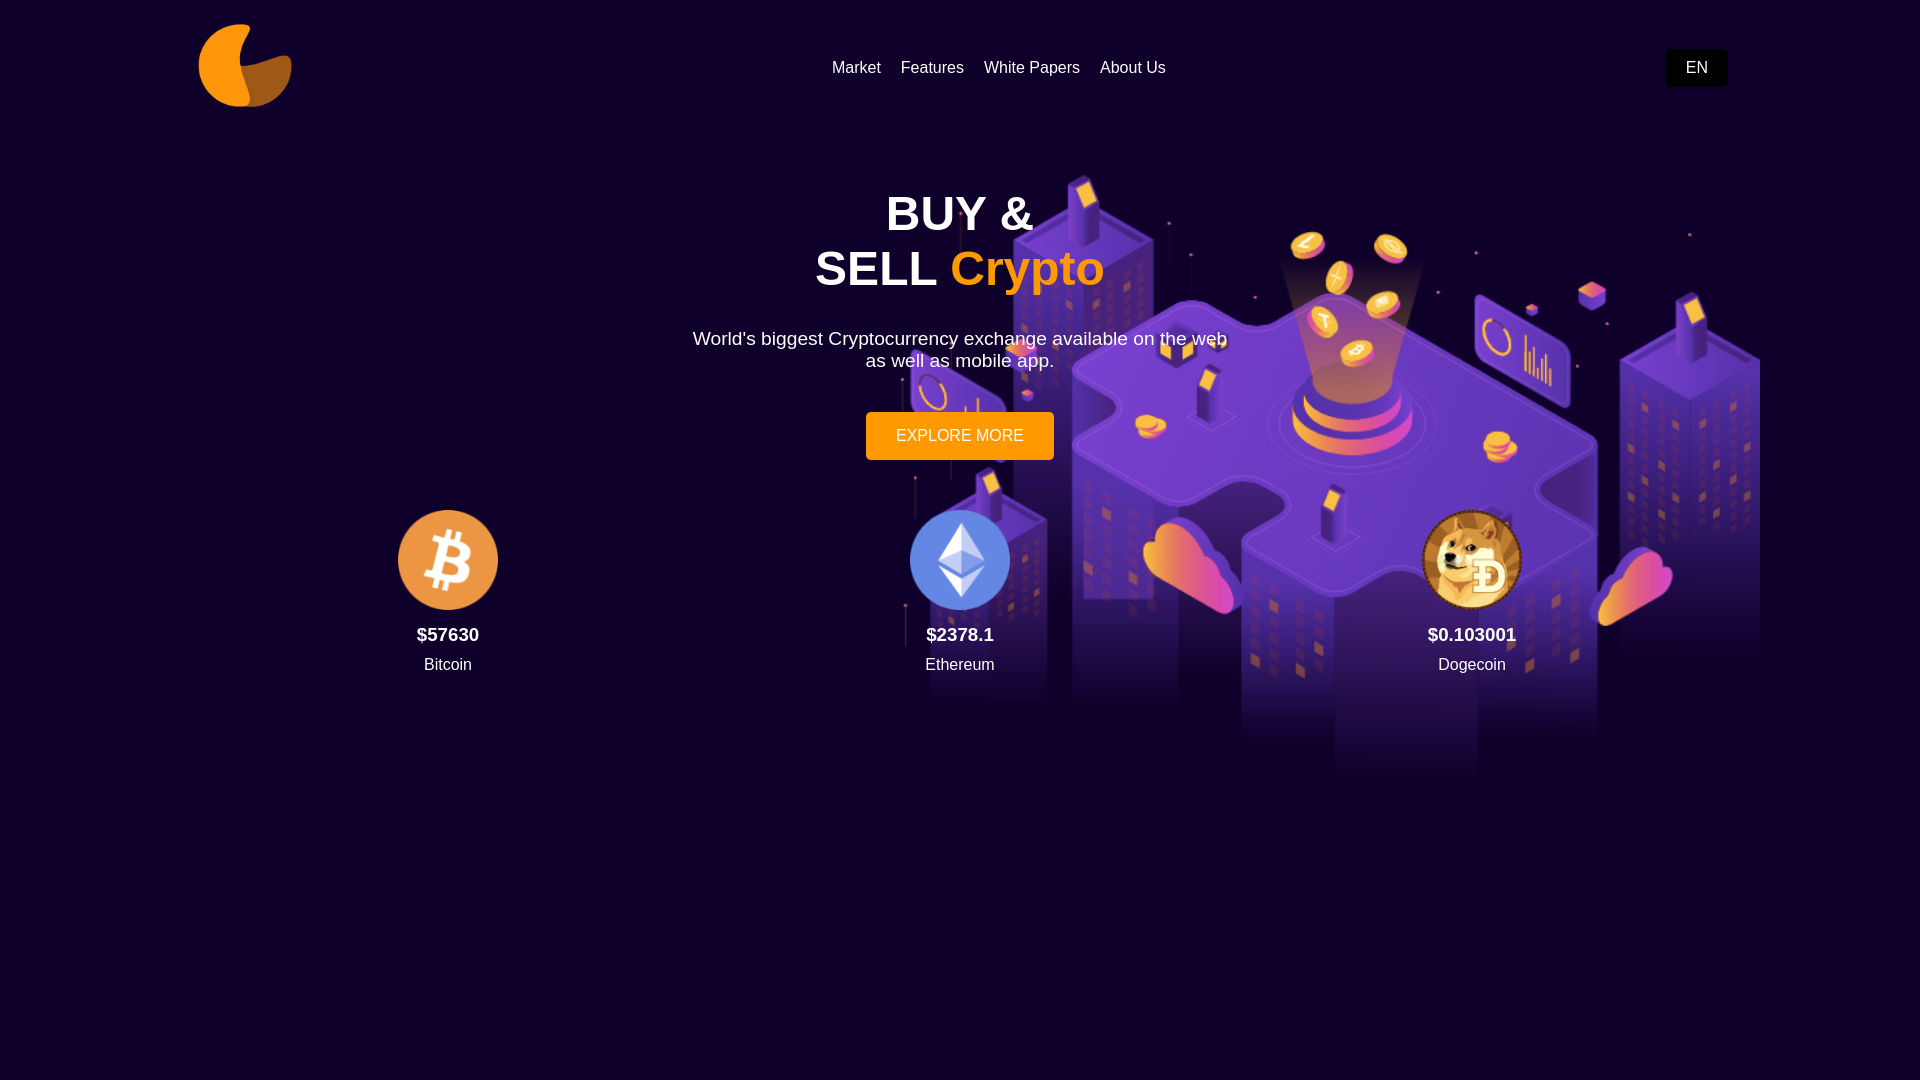 Market
Features
White Papers
About Us
EN
BUY &
SELL Crypto
World's biggest Cryptocurrency exchange available on the web
as well as mobile app.
EXPLORE MORE
$57630
Bitcoin
$2378.1
Ethereum
$0.103001
Dogecoin